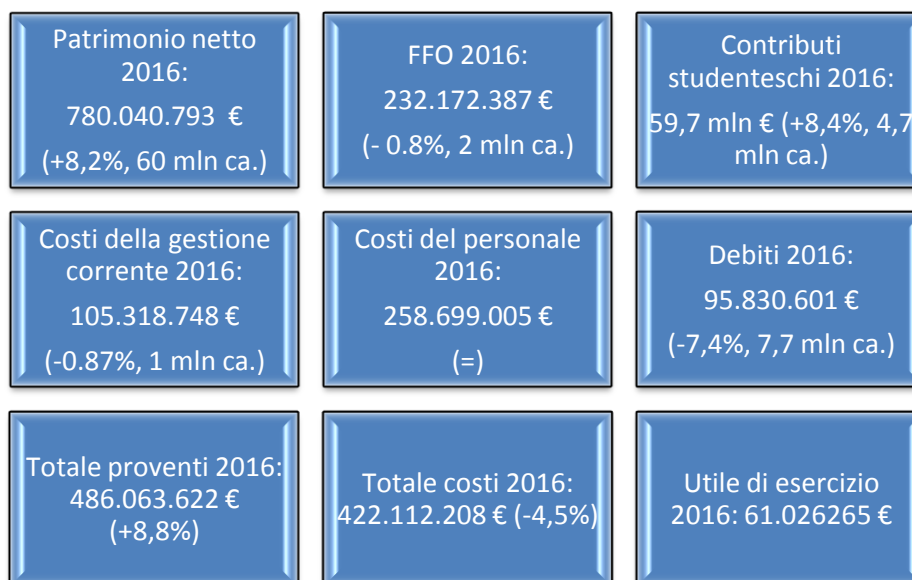 Patrimonio netto
2016:
780.040.793 €
(+8,2%, 60 mln ca.)
FFO 2016:
232.172.387 €
(- 0.8%, 2 mln ca.)
Contributi
studenteschi 2016:
59,7 mln € (+8,4%, 4,7
mln ca.)
Costi della gestione
corrente 2016:
105.318.748 €
(-0.87%, 1 mln ca.)
Costi del personale
2016:
258.699.005 €
(=)
Debiti 2016:
95.830.601 €
(-7,4%, 7,7 mln ca.)
Totale proventi 2016:
486.063.622 €
(+8,8%)
Totale costi 2016:
422.112.208 € (-4,5%)
Utile di esercizio
2016: 61.026265 €